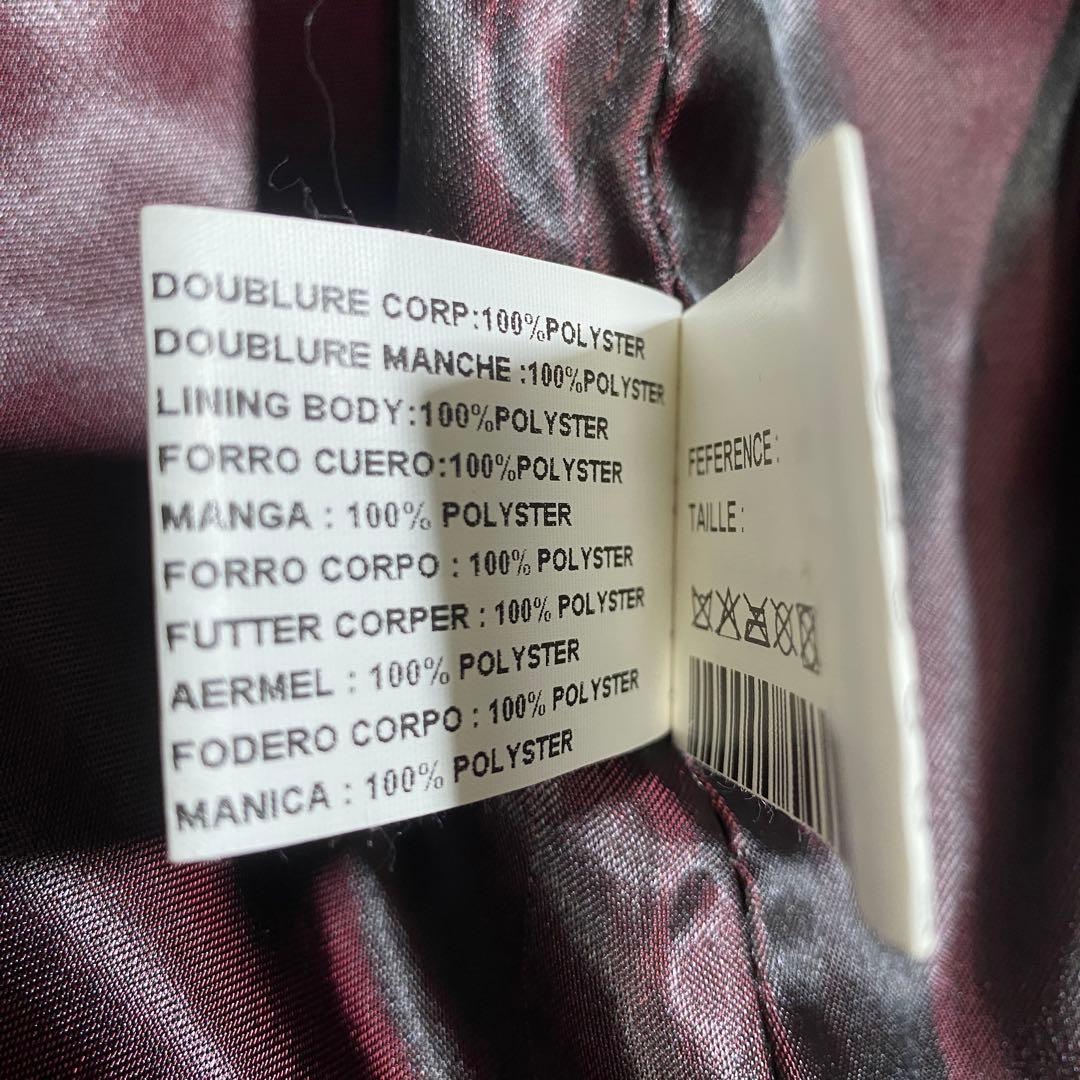 DOUBLURE CORP:100%POLYSTER
DOUBLURE MANCHE :100%POLYSTER
LINING BODY:100%POLYSTER
FORRO CUERO:100%POLYSTER
MANGA : 100% POLYSTER
FORRO CORPO : 100% POLYSTER
FUTTER CORPER : 100% POLYSTER
AERMEL : 100% POLYSTER
FODERO CORPO : 100% POLYSTER
MANICA : 100% POLYSTER
FEFERENCE :
TAILLE :